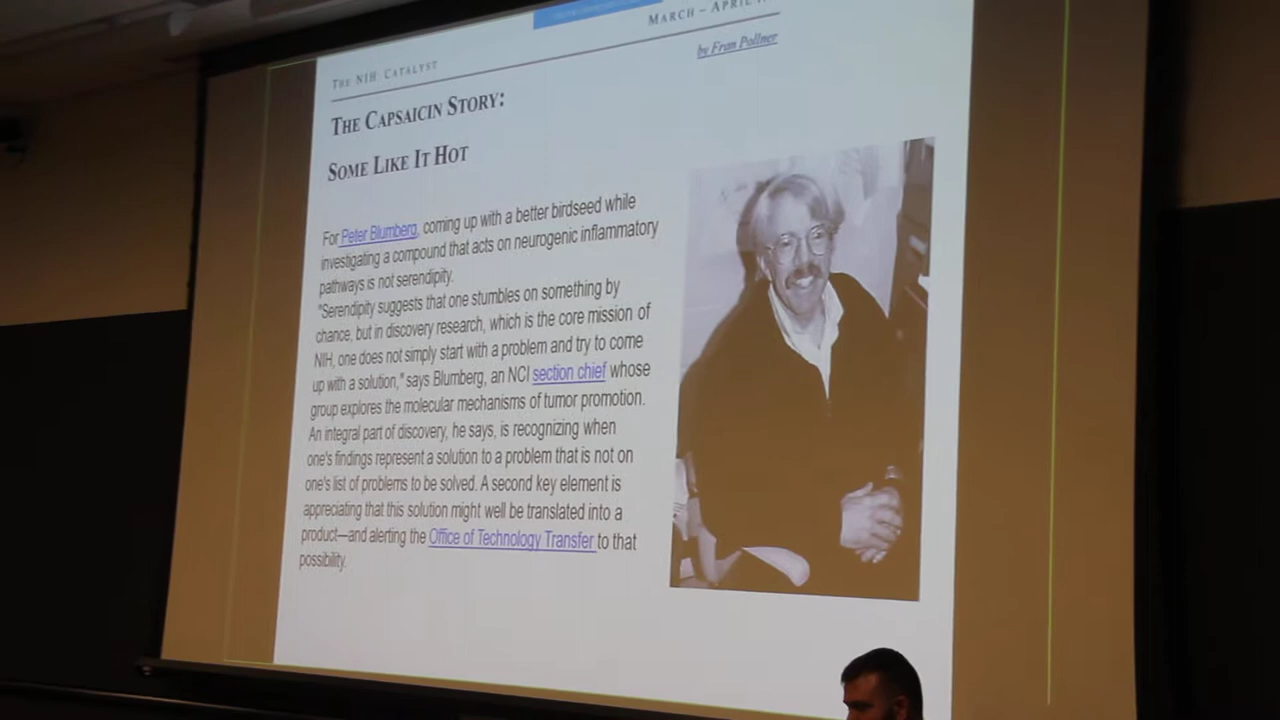 MARCH – APRIL
by Fran Pollner
THE NIH CATALYST
THE CAPSAICIN STORY:
SOME LIKE IT HOT
For Peter Blumberg, coming up with a better birdseed while
investigating a compound that acts on neurogenic inflammatory
pathways is not serendipity.
"Serendipity suggests that one stumbles on something by
chance, but in discovery research, which is the core mission of
NIH, one does not simply start with a problem and try to come
up with a solution," says Blumberg, an NCI section chief whose
group explores the molecular mechanisms of tumor promotion.
An integral part of discovery, he says, is recognizing when
one's findings represent a solution to a problem that is not on
one's list of problems to be solved. A second key element is
appreciating that this solution might well be translated into a
product—and alerting the Office of Technology Transfer to that
possibility.